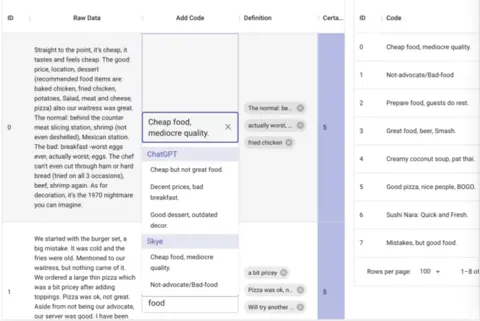 ID Raw Data Add Code Definition Certa...
0
Straight to the point, it's cheap, it
tastes and feels cheap. The good:
price, location, dessert
(recommended food items are:
baked chicken, fried chicken,
potatoes, Salad, meat and cheese,
pizza) also our waitress was great.
The normal: behind the counter
meat slicing station, shrimp (not
even deshelled), Mexican station.
The bad: breakfast -worst eggs
ever, actually worst, eggs. The chef
can't even cut through ham or hard
bread (tried on all 3 occasions),
beef, shrimp again. As for
decoration, it's the 1970 nightmare
you can imagine.
Cheap food,
mediocre quality.
ChatGPT
Cheap but not great food.
Decent prices, bad
breakfast.
Good dessert, outdated
decor.
Skye
Cheap food, mediocre
quality.
Not-advocate/Bad-food
food
The normal: be...
actually worst, ...
fried chicken
5
1
We started with the burger set, a
big mistake. It was cold and the
fries were old. Mentioned to our
waitress, but nothing came of it.
We ordered a large thin pizza which
was a bit pricey after adding
toppings. Pizza was ok, not great.
Aside from not being our advocate,
our server was good. I have been
a bit pricey
Pizza was ok, n...
Will try another ...
5
ID Code
0 Cheap food, mediocre quality.
1 Not-advocate/Bad-food
2 Prepare food, guests do rest.
3 Great food, beer, Smash.
4 Creamy coconut soup, pat thai.
5 Good pizza, nice people, BOGO.
6 Sushi Nara: Quick and Fresh.
7 Mistakes, but good food.
Rows per page: 100 1–8 of